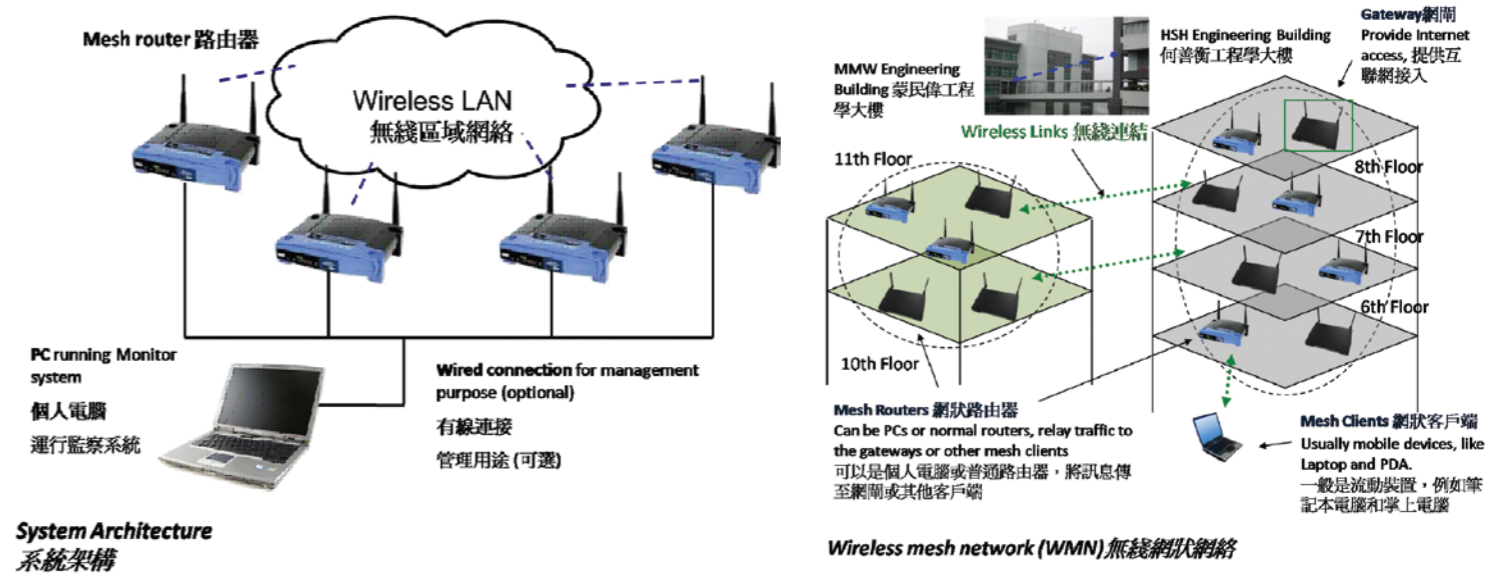 Mesh router 路由器
Wireless LAN
無綫區域網絡
PC running Monitor
system
個人電腦
運行監察系統
Wired connection for management
purpose (optional)
有線連接
管理用途 (可選)
System Architecture
系統架構
MMW Engineering
Building 蒙民偉工程
學大樓
HSH Engineering Building
何善衡工程學大樓
Gateway網閘
Provide Internet
access, 提供互
聯網接入
Wireless Links 無綫連結
11th Floor
10th Floor
8th Floor
7th Floor
6th Floor
Mesh Routers 網狀路由器
Can be PCs or normal routers, relay traffic to
the gateways or other mesh clients
可以是個人電腦或普通路由器，將訊息傳
至網閘或其他客戶端
Mesh Clients 網狀客戶端
Usually mobile devices, like
Laptop and PDA.
一般是流動裝置，例如筆
記本電腦和掌上電腦
Wireless mesh network (WMN)無綫網狀網絡